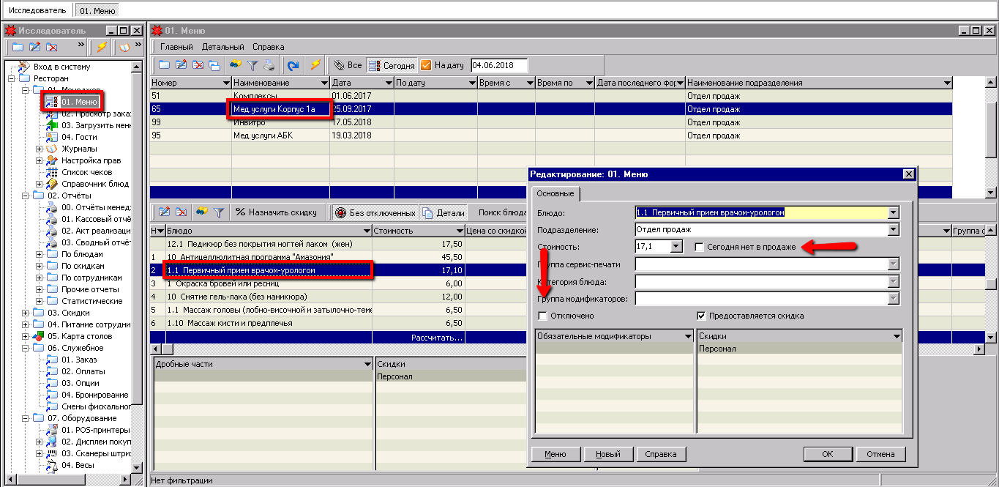 Исследователь
01. Меню
Исследователь
Вход в систему
Ресторан
01. Менеджер
01. Меню
02. Просмотр зака
03. Загрузить мен
04. Гости
Журналы
Настройка прав
Список чеков
Справочник блюд
02. Отчёты
00. Отчёты менед
01. Кассовый отчё
02. Акт реализаци
03. Сводный отчё
По блюдам
По скидкам
По сотрудникам
Прочие отчеты
Статистические
03. Скидки
04. Питание сотрудни
05. Карта столов
06. Служебное
01. Заказ
02. Оплаты
03. Опции
04. Бронирование
Смены фискально
07. Оборудование
01. POS-принтеры
02. Дисплеи покуп
03. Сканеры штри
04. Весы
01. Меню
Главный Детальный Справка
Все Сегодня На дату 04.06.2018
Номер Наименование Дата По дату Время с Время по Дата последнего фор Наименование подразделения
51 Комплексы 01.06.2017 Отдел продаж
65 Мед.услуги Корпус 1а 25.09.2017 Отдел продаж
99 Инвитро 17.05.2018 Отдел продаж
95 Мед.услуги АБК 19.03.2018 Отдел продаж
% Назначить скидку Без отключенных Детали Поиск блюда
Н Блюдо Стоимость Цена со скидкой Группа с
12.1 Педикюр без покрытия ногтей лаком (жен) 17,50
1 10 Антицеллюлитная программа "Амазония" 45,50
2 1.1 Первичный прием врачом-урологом 17,10
3 1 Окраска бровей или ресниц 6,00
4 10 Снятие гель-лака (без маникюра) 12,00
5 1.1 Массаж головы (лобно-височной и затылочно-теме 6,50
6 1.10 Массаж кисти и предплечья 6,50
Рассчитать...
Дробные части Скидки
Персонал
Нет фильтрации
Редактирование: 01. Меню
Основные
Блюдо: 1.1 Первичный прием врачом-урологом
Подразделение: Отдел продаж
Стоимость: 17,1 Сегодня нет в продаже
Группа сервис-печати
Категория блюда:
Группа модификаторов:
Отключено Предоставляется скидка
Обязательные модификаторы Скидки
Персонал
Меню Новый Справка ОК Отмена